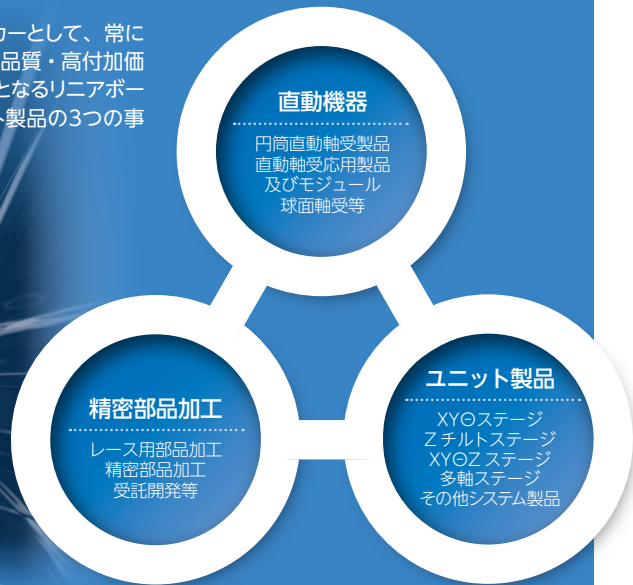 カーとして、常に
品質・高付加価
となるリニアボー
ト製品の3つの事
直動機器
円筒直動軸受製品
直動軸受応用製品
及びモジュール
球面軸受等
精密部品加工
レース用部品加工
精密部品加工
受託開発等
ユニット製品
XYΘステージ
Zチルトステージ
XYΘZステージ
多軸ステージ
その他システム製品